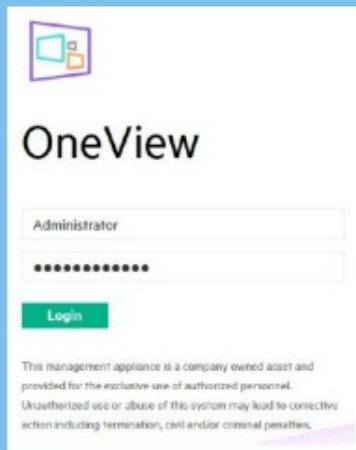 OneView
Administrator
Login
This management appliance is a company owned asset and
provided for the exclusive use of authorized personnel.
Unauthorized use or abuse of this system may lead to corrective
action including termination, civil and/or criminal penalties.